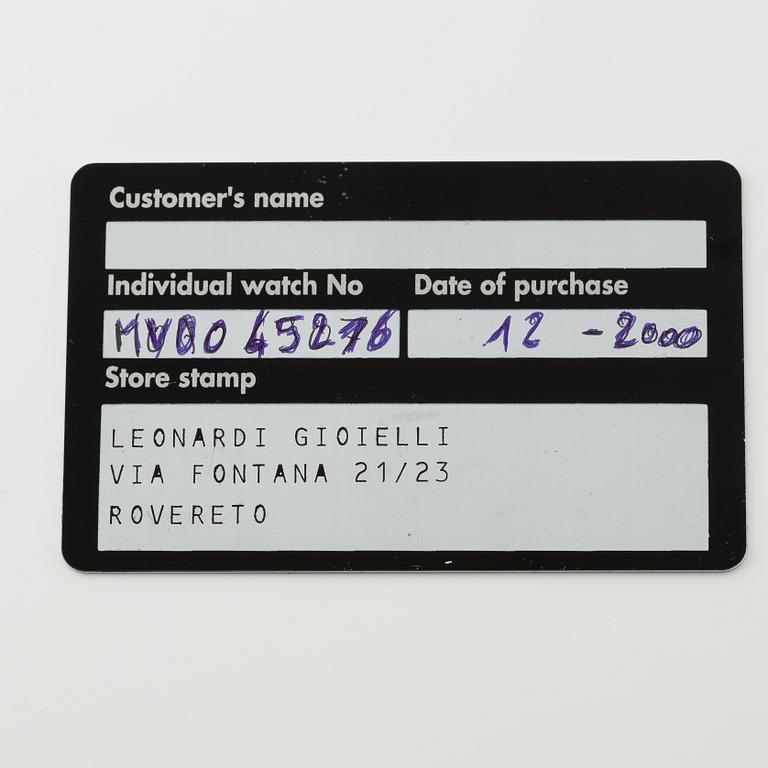 Customer's name
Individual watch No Date of purchase
12 - 2000
Store stamp
LEONARDI GIOIELLI
VIA FONTANA 21/23
ROVERETO